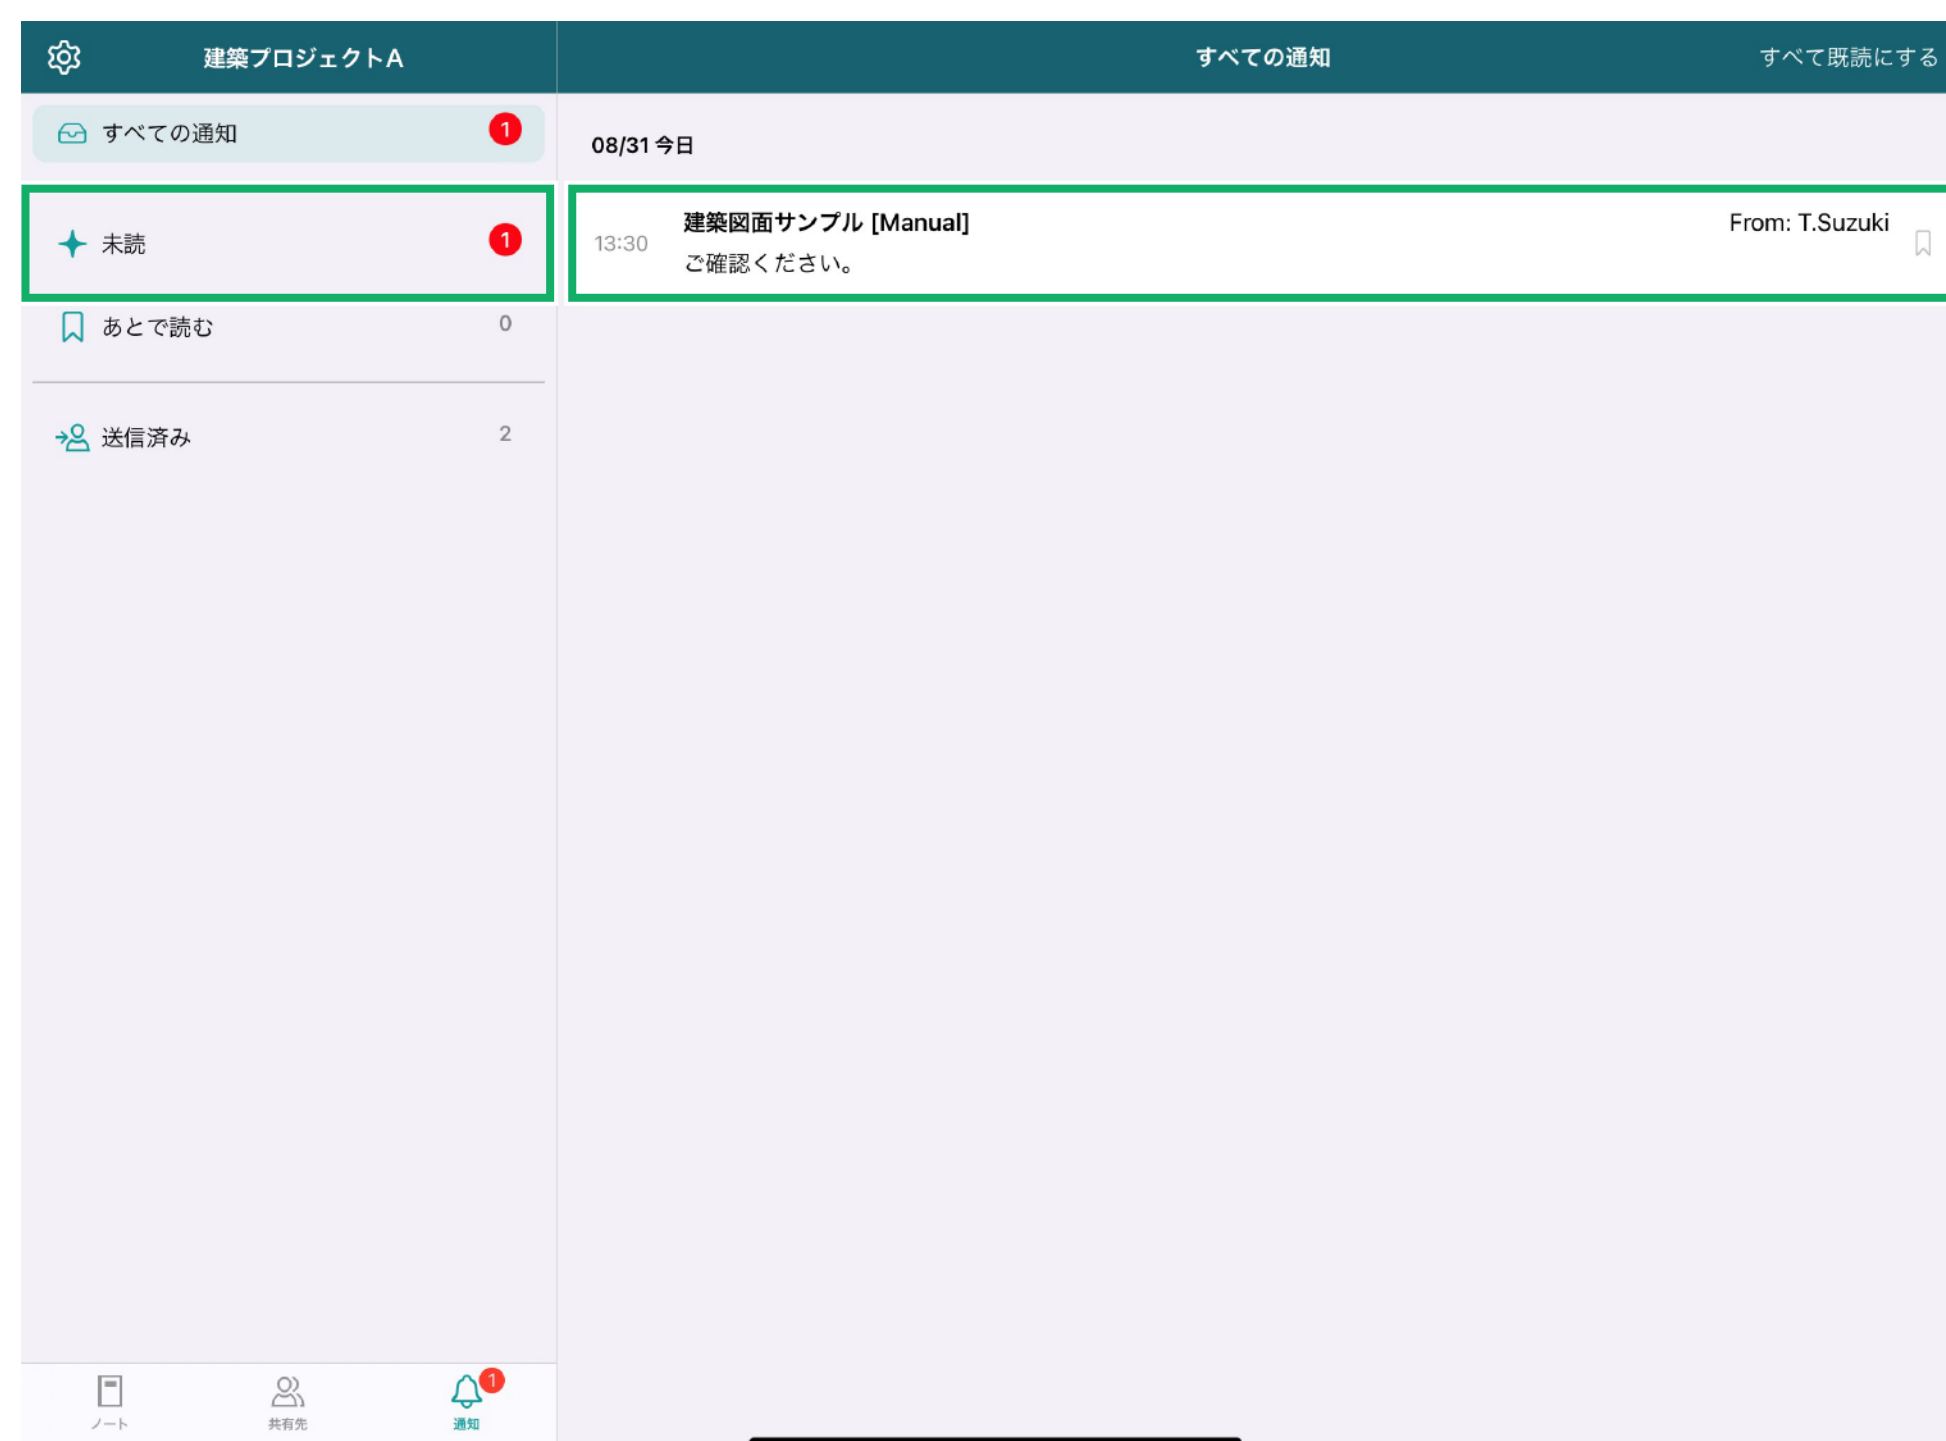 建築プロジェクトA
すべての通知
すべて既読にする
すべての通知 1
未読 1
あとで読む 0
送信済み 2
08/31 今日
13:30
建築図面サンプル [Manual]
From: T.Suzuki
ご確認ください。
ノート
共有先
1
通知